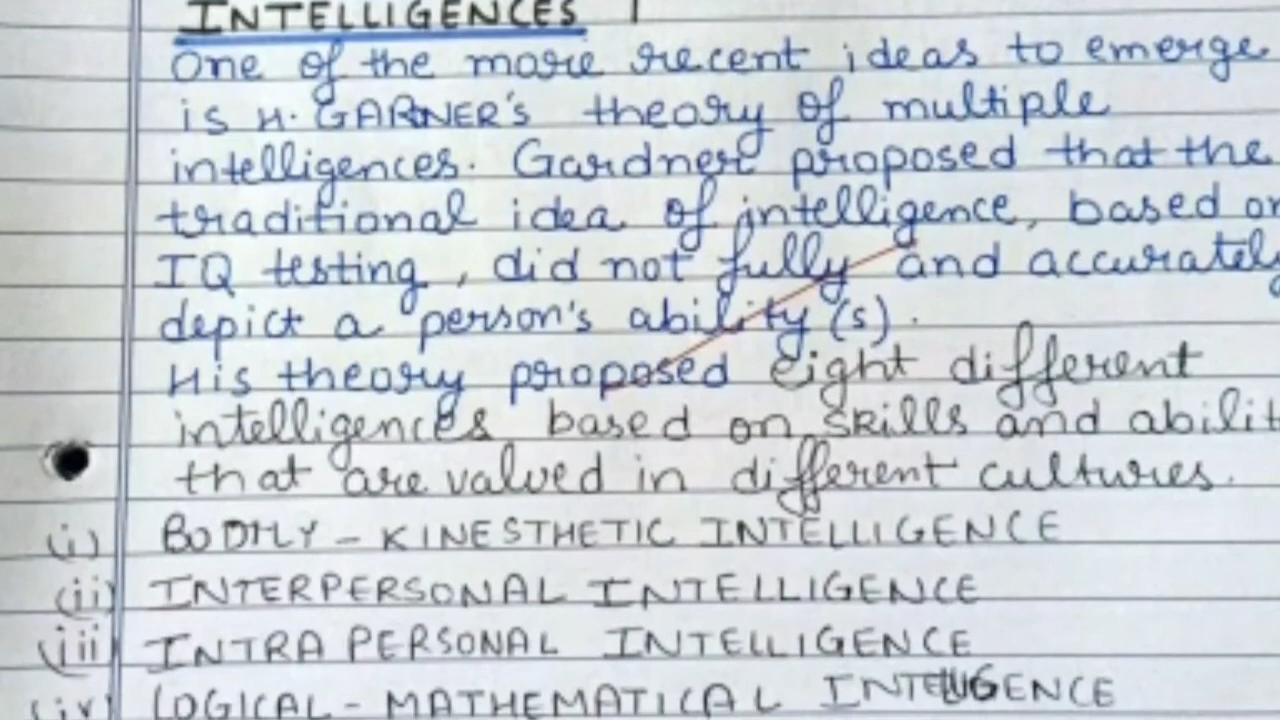 INTELLIGENCES
One of the more recent ideas to emerge
is H. GARNER'S theory of multiple
intelligences. Gardner proposed that the
traditional idea of intelligence, based on
IQ testing, did not fully and accurately
depict a person's ability (s).
His theory proposed eight different
intelligences based on skills and abilit
that are valued in different cultures.
(i) BODILY - KINESTHETIC INTELLIGENCE
(ii) INTERPERSONAL INTELLIGENCE
(iii) INTRA PERSONAL INTELLIGENCE
(iv) LOGICAL - MATHEMATICAL INTELLIGENCE